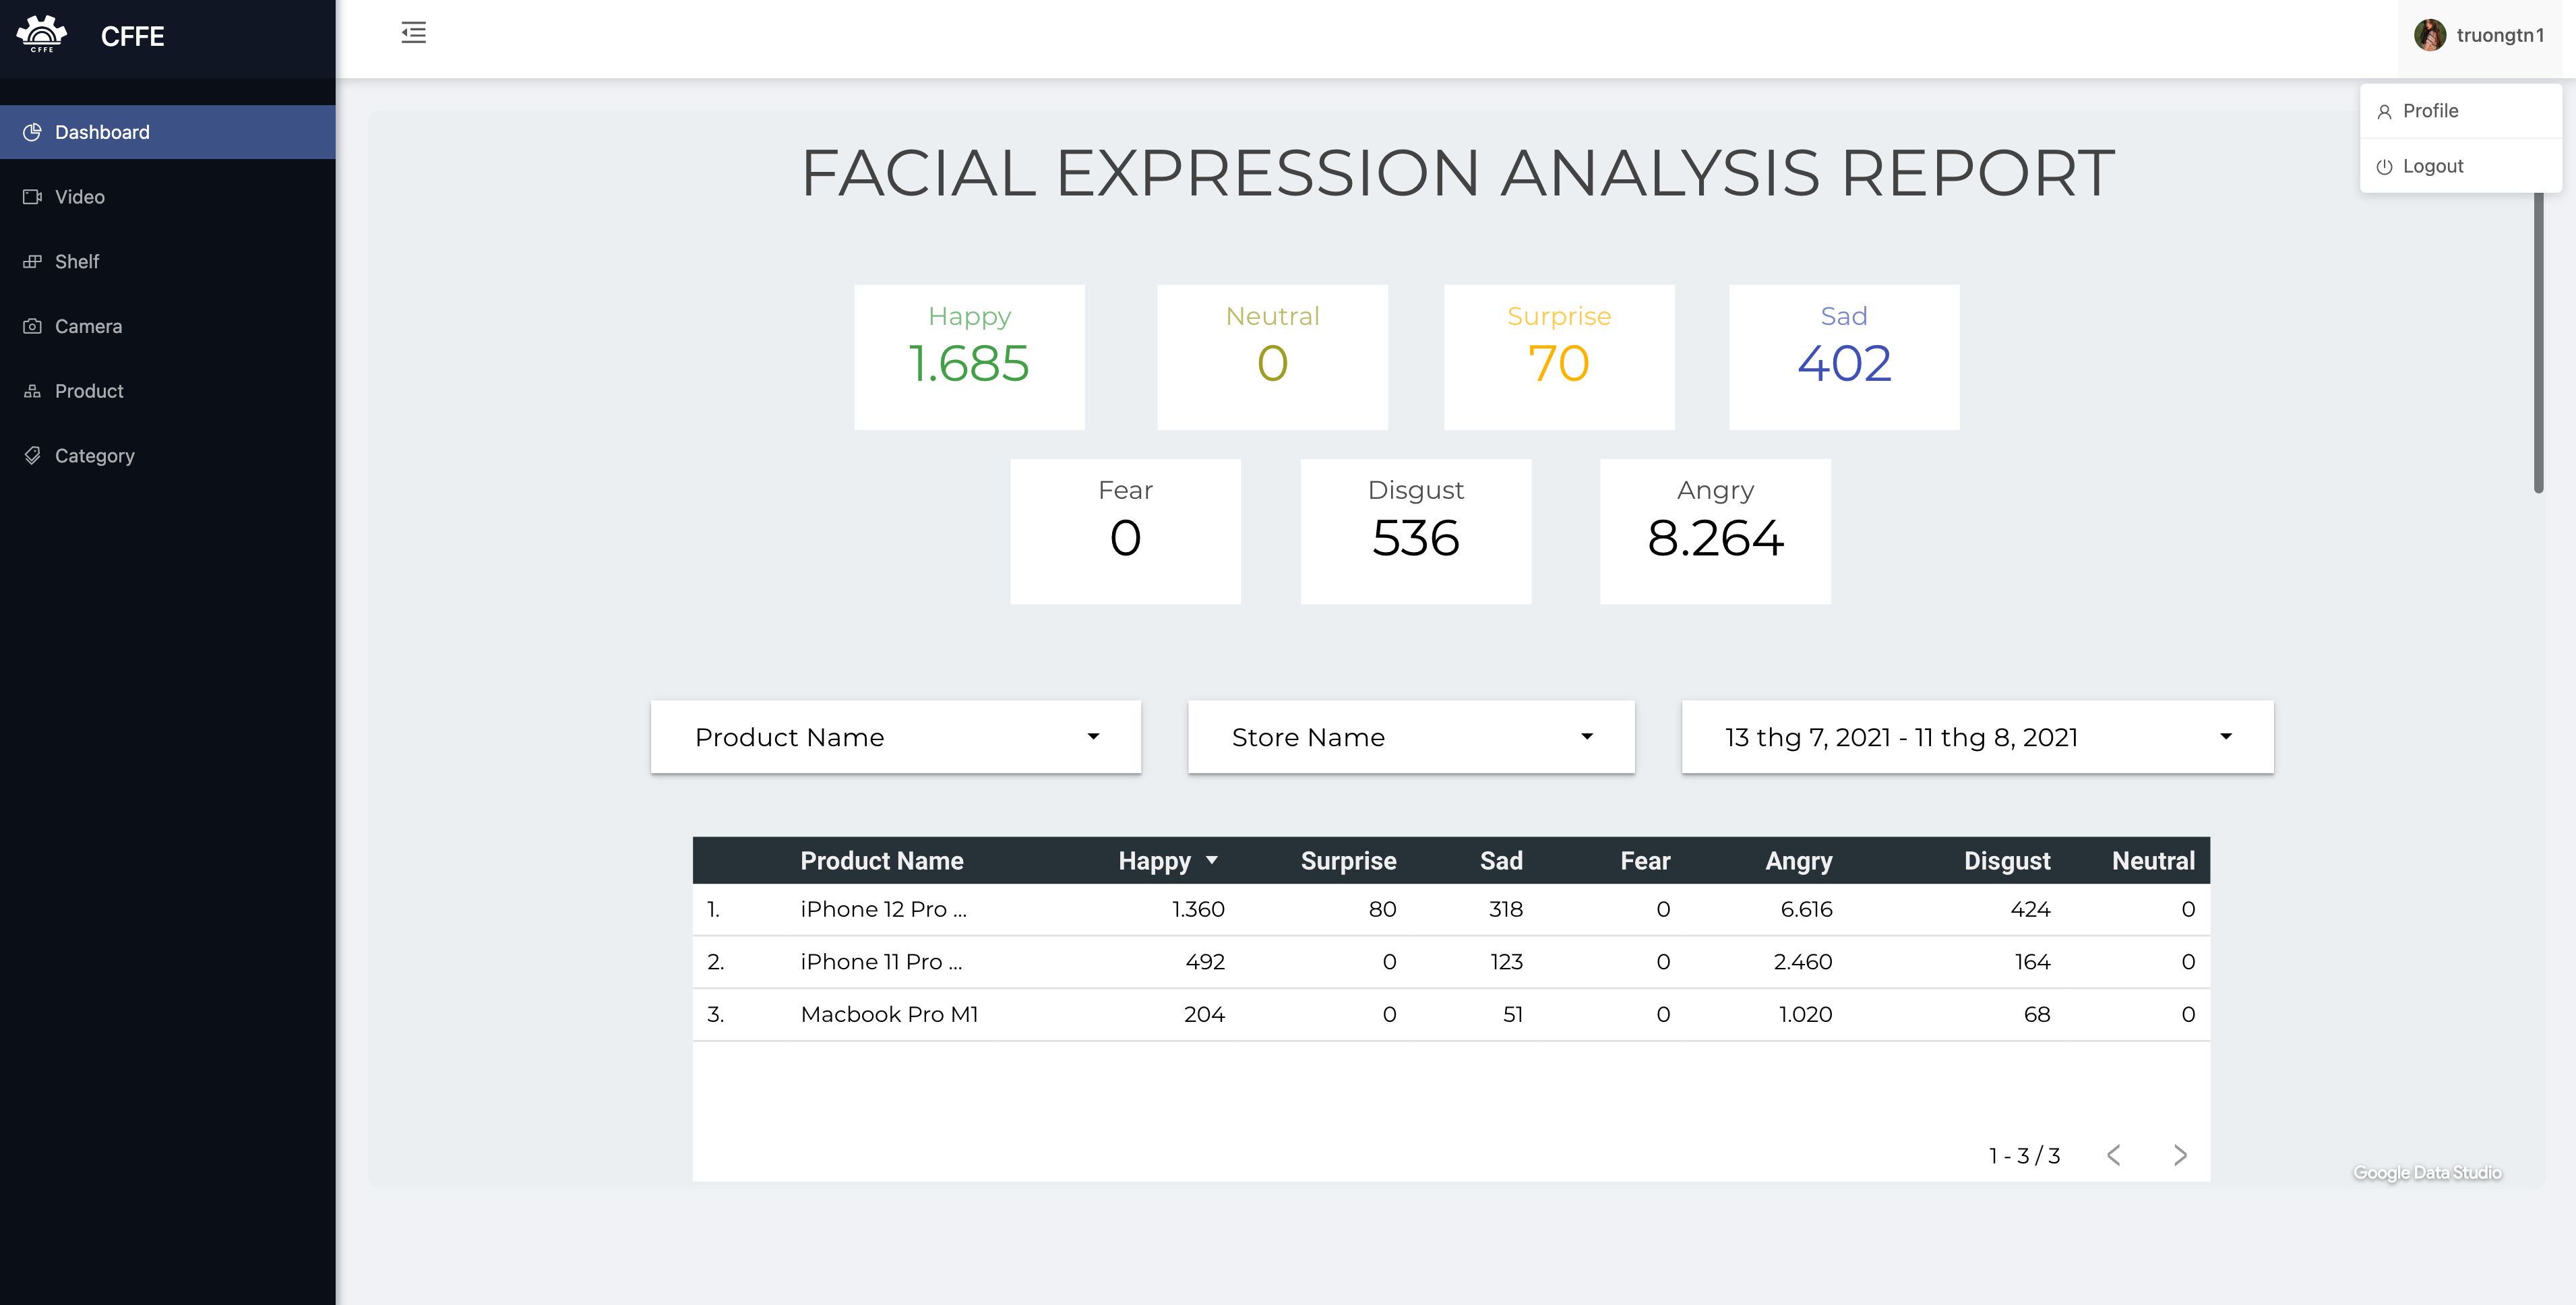 CFFE
CFFE
truongtn1
Profile
Logout
Dashboard
Video
Shelf
Camera
Product
Category
FACIAL EXPRESSION ANALYSIS REPORT
Happy
1.685
Neutral
0
Surprise
70
Sad
402
Fear
0
Disgust
536
Angry
8.264
Product Name
Store Name
13 thg 7, 2021 - 11 thg 8, 2021
Product Name Happy Surprise Sad Fear Angry Disgust Neutral
1. iPhone 12 Pro ... 1.360 80 318 0 6.616 424 0
2. iPhone 11 Pro ... 492 0 123 0 2.460 164 0
3. Macbook Pro M1 204 0 51 0 1.020 68 0
1 - 3 / 3
Google Data Studio